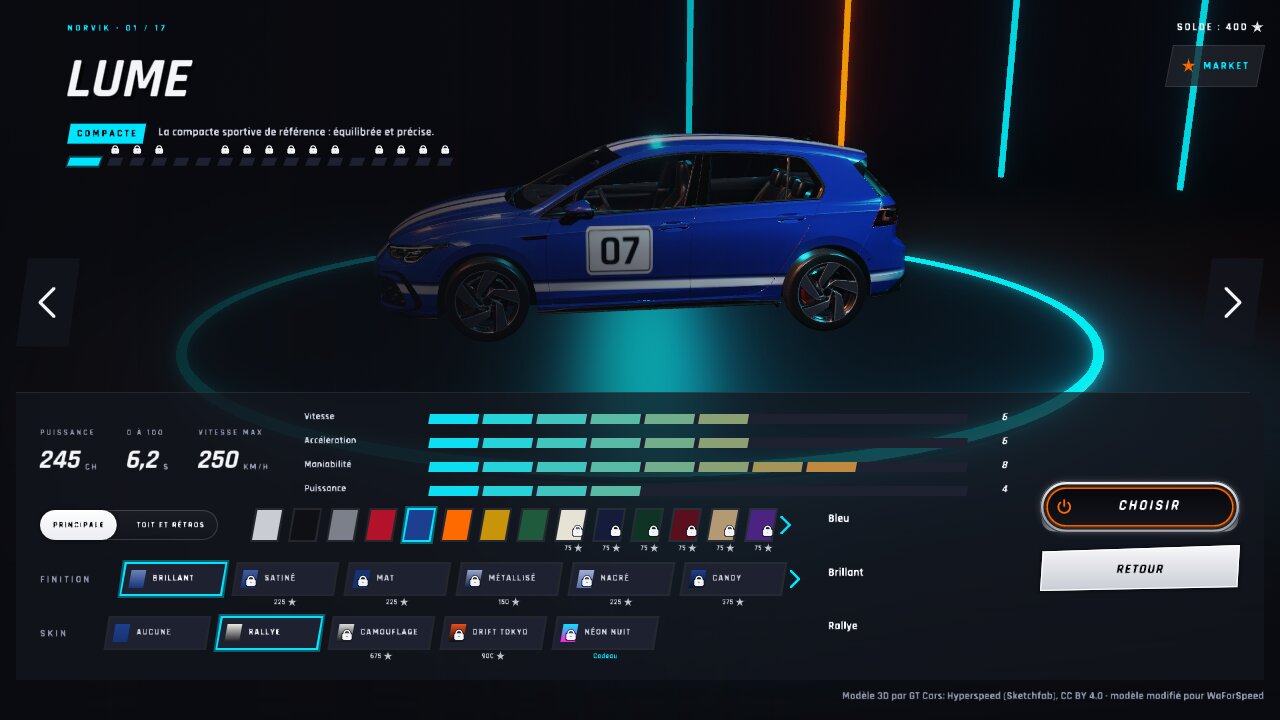 NORVIK · 01 / 17
SOLDE : 400 ★
LUME
★ MARKET
COMPACTE
La compacte sportive de référence : équilibrée et précise.
07
PUISSANCE
245 CH
0 À 100
6,2 S
VITESSE MAX
250 KM/H
Vitesse 6
Accélération 6
Maniabilité 8
Puissance 4
PRINCIPALE
TOIT ET RÉTROS
75 ★ 75 ★ 75 ★ 75 ★ 75 ★ 75 ★
Bleu
CHOISIR
FINITION
BRILLANT
SATINÉ
225 ★
MAT
225 ★
MÉTALLISÉ
150 ★
NACRÉ
225 ★
CANDY
375 ★
Brillant
RETOUR
SKIN
AUCUNE
RALLYE
CAMOUFLAGE
675 ★
DRIFT TOKYO
900 ★
NÉON NUIT
Cadeau
Rallye
Modèle 3D par GT Cars: Hyperspeed (Sketchfab), CC BY 4.0 · modèle modifié pour WaForSpeed